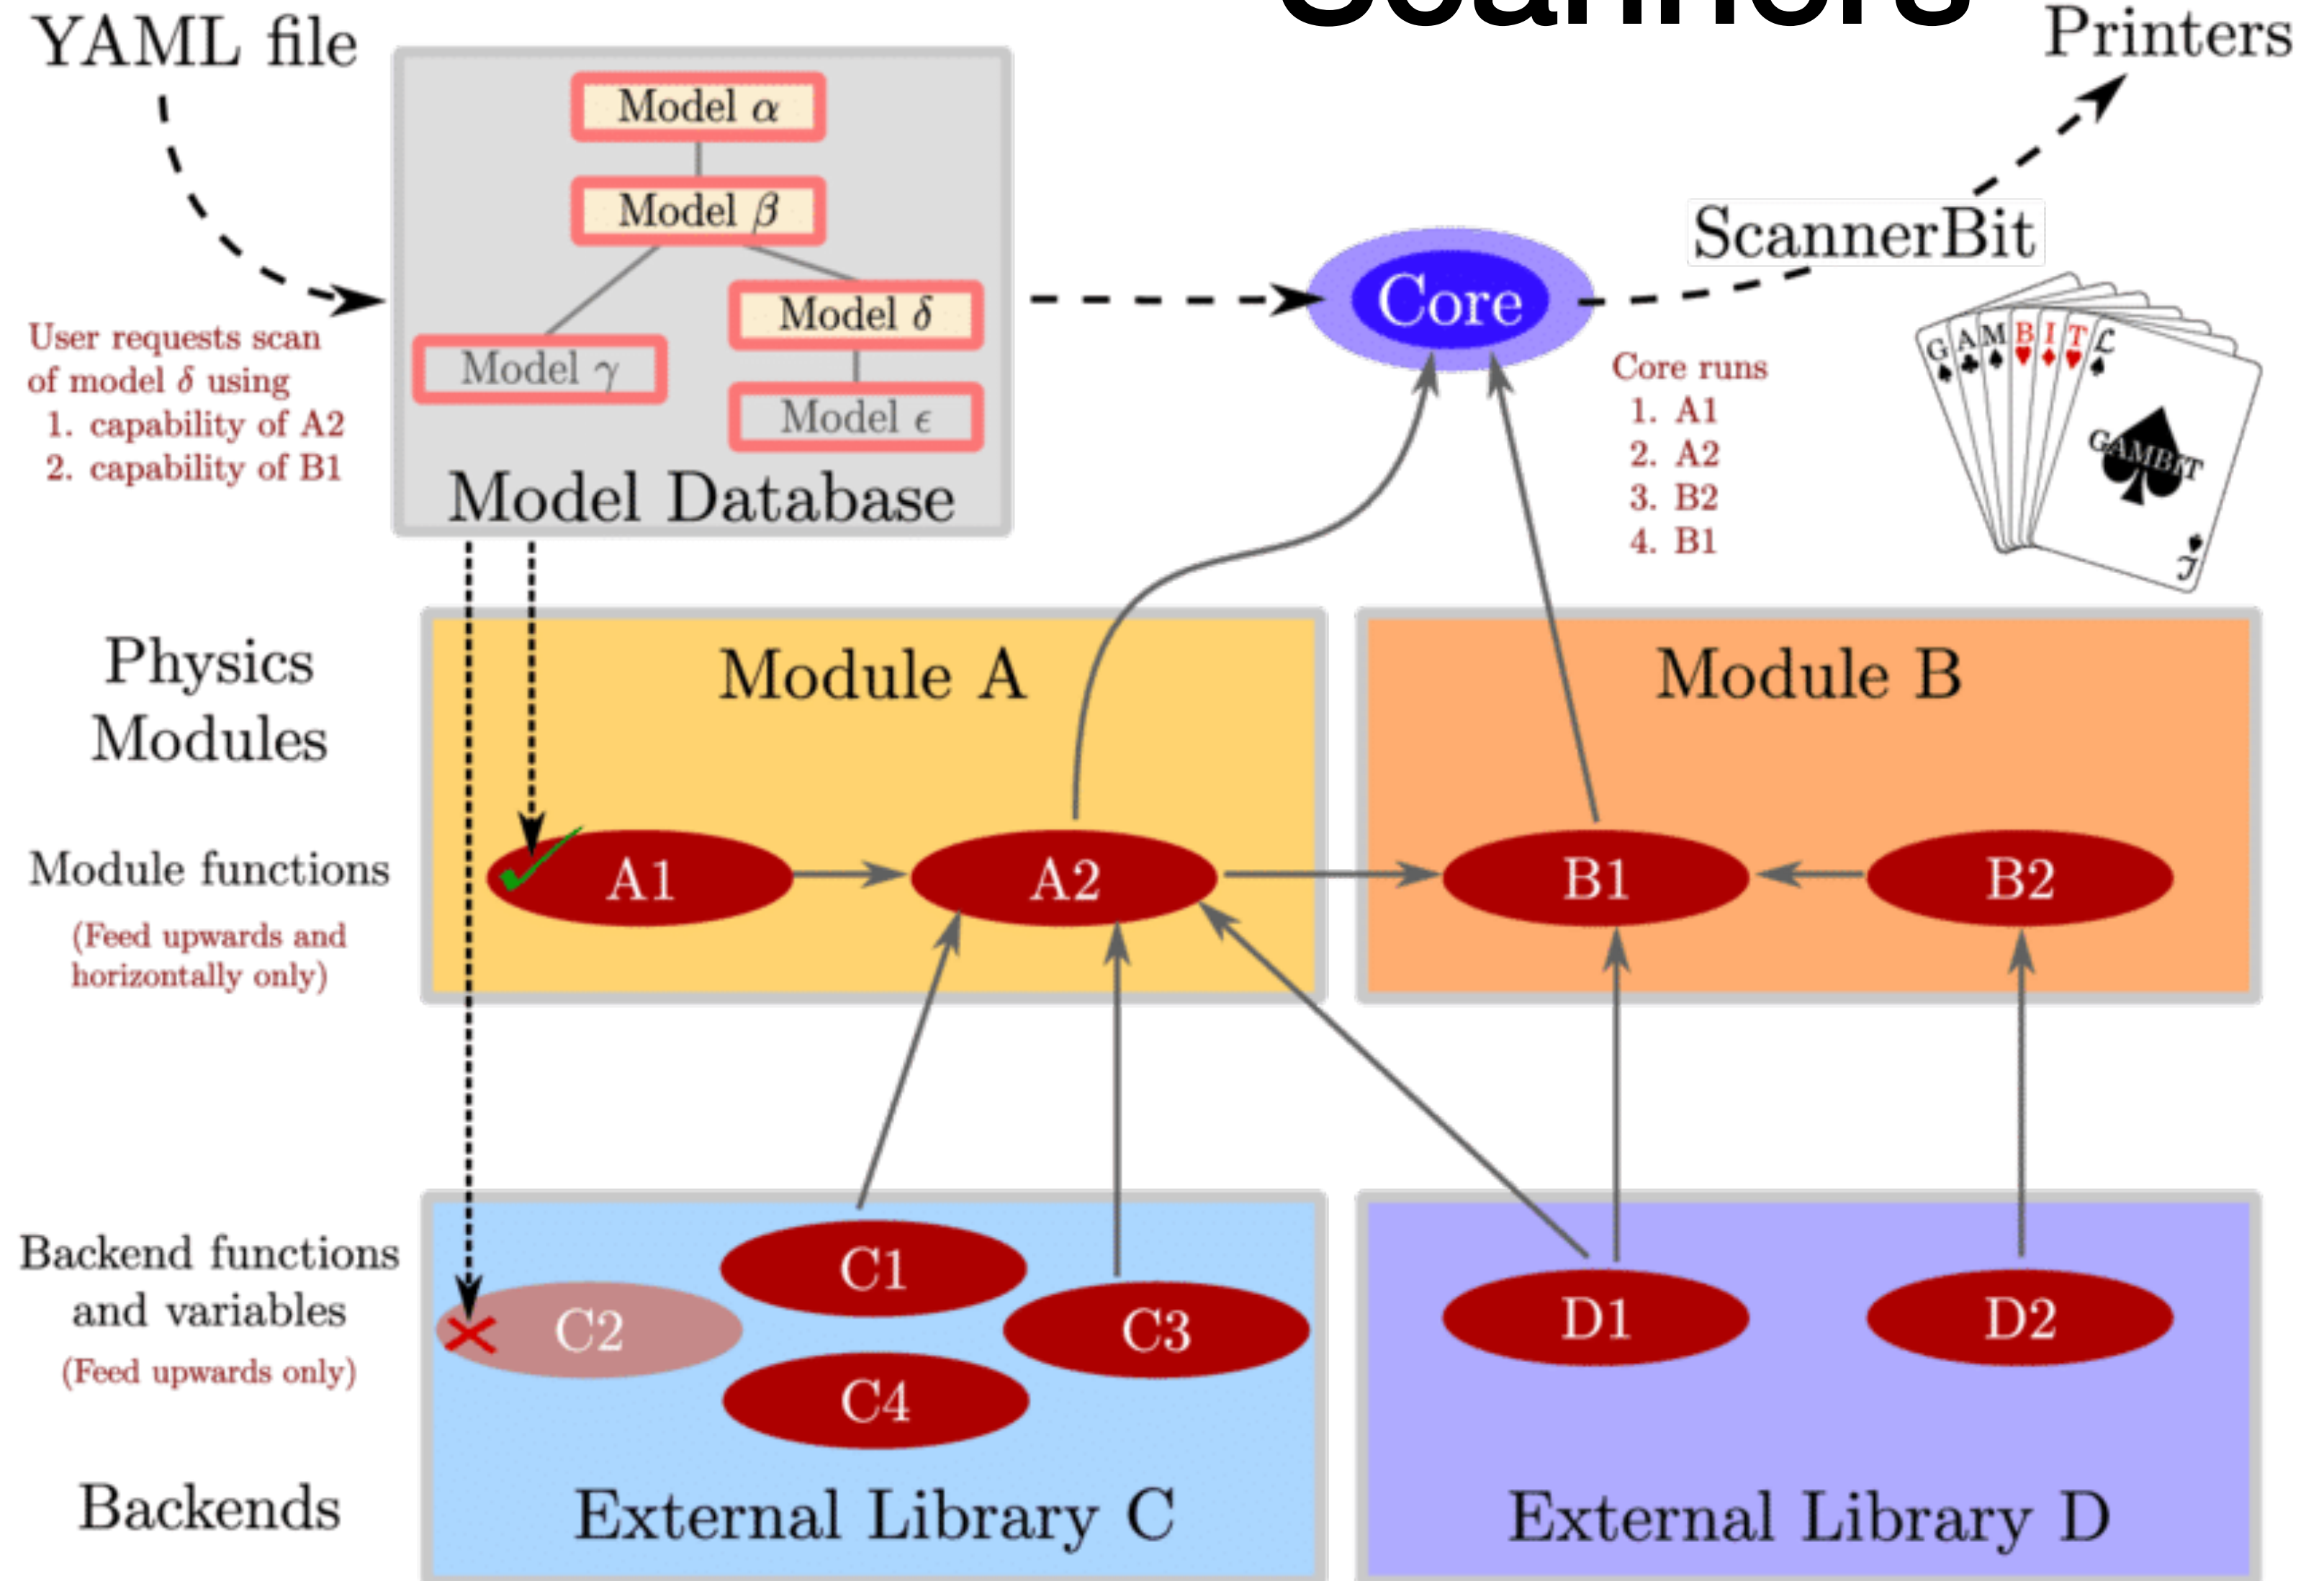 Scanners
YAML file
Printers
Model α
Model β
Model δ
Model γ
Model ϵ
Model Database
User requests scan
of model δ using
1. capability of A2
2. capability of B1
Core
ScannerBit
Core runs
1. A1
2. A2
3. B2
4. B1
G A M B I T ℒ
GAMBIT
ℒ
Physics
Modules
Module A
Module B
Module functions
(Feed upwards and
horizontally only)
A1
A2
B1
B2
Backend functions
and variables
(Feed upwards only)
C1
C2
C3
C4
D1
D2
Backends
External Library C
External Library D